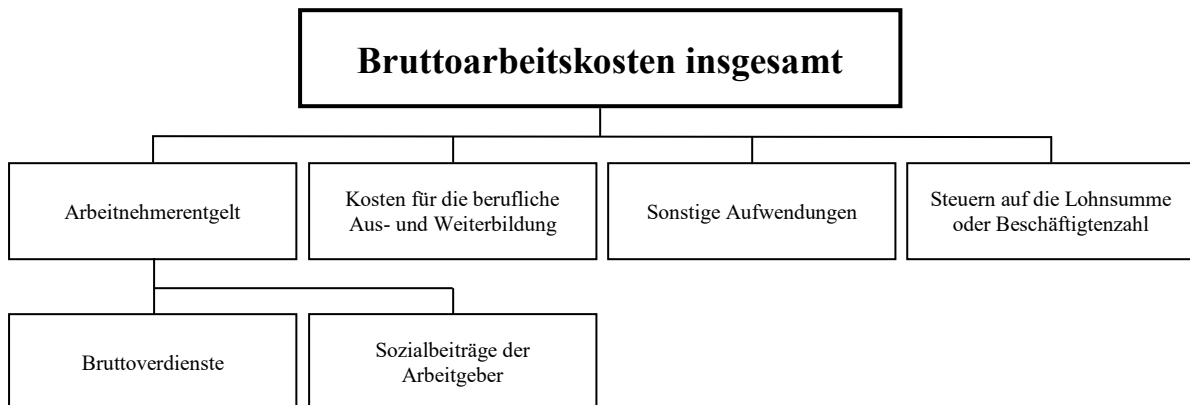 Bruttoarbeitskosten insgesamt
Arbeitnehmerentgelt
Kosten für die berufliche
Aus- und Weiterbildung
Sonstige Aufwendungen
Steuern auf die Lohnsumme
oder Beschäftigtenzahl
Bruttoverdienste
Sozialbeiträge der
Arbeitgeber